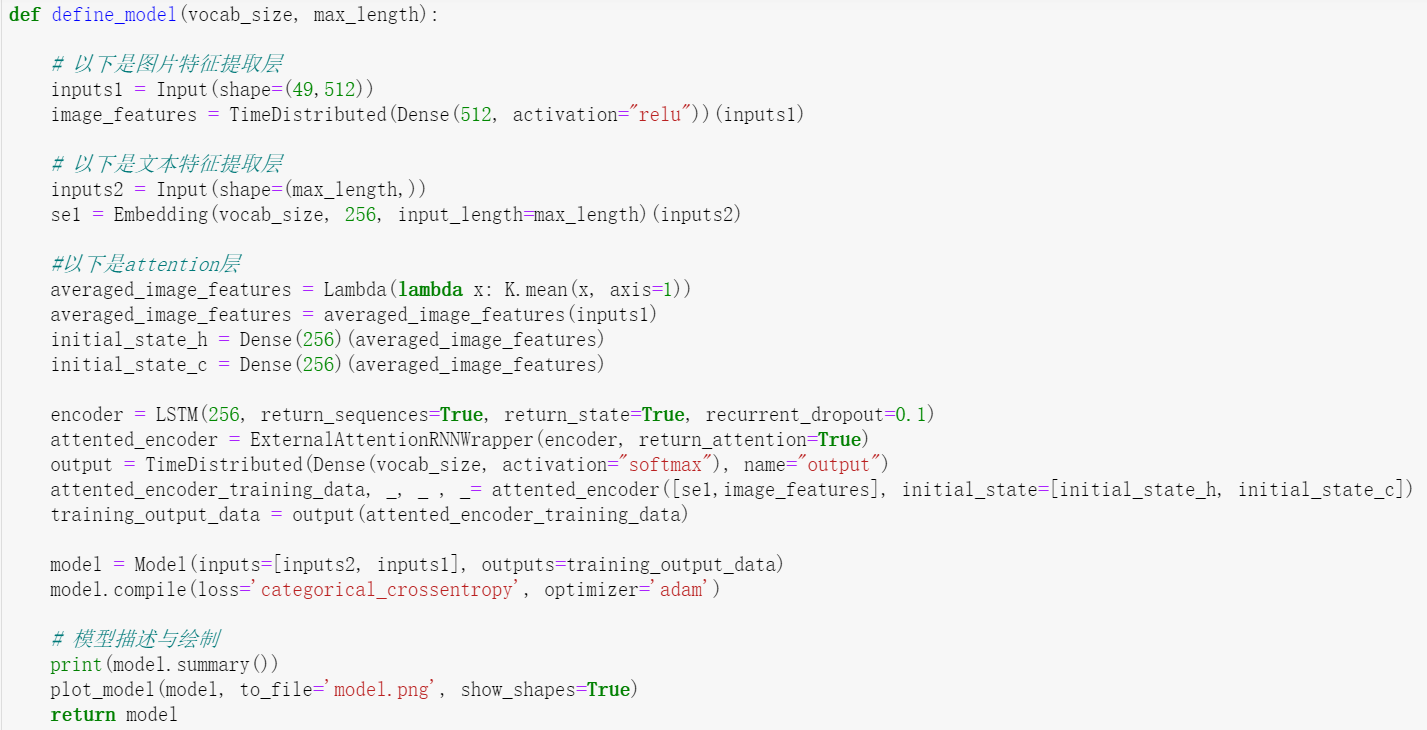 def define_model(vocab_size, max_length):
# 以下是图片特征提取层
inputs1 = Input(shape=(49,512))
image_features = TimeDistributed(Dense(512, activation="relu"))(inputs1)
# 以下是文本特征提取层
inputs2 = Input(shape=(max_length,))
se1 = Embedding(vocab_size, 256, input_length=max_length)(inputs2)
#以下是attention层
averaged_image_features = Lambda(lambda x: K.mean(x, axis=1))
averaged_image_features = averaged_image_features(inputs1)
initial_state_h = Dense(256)(averaged_image_features)
initial_state_c = Dense(256)(averaged_image_features)
encoder = LSTM(256, return_sequences=True, return_state=True, recurrent_dropout=0.1)
attented_encoder = ExternalAttentionRNNWrapper(encoder, return_attention=True)
output = TimeDistributed(Dense(vocab_size, activation="softmax"), name="output")
attented_encoder_training_data, _, _ , _= attented_encoder([se1,image_features], initial_state=[initial_state_h, initial_state_c])
training_output_data = output(attented_encoder_training_data)
model = Model(inputs=[inputs2, inputs1], outputs=training_output_data)
model.compile(loss='categorical_crossentropy', optimizer='adam')
# 模型描述与绘制
print(model.summary())
plot_model(model, to_file='model.png', show_shapes=True)
return model